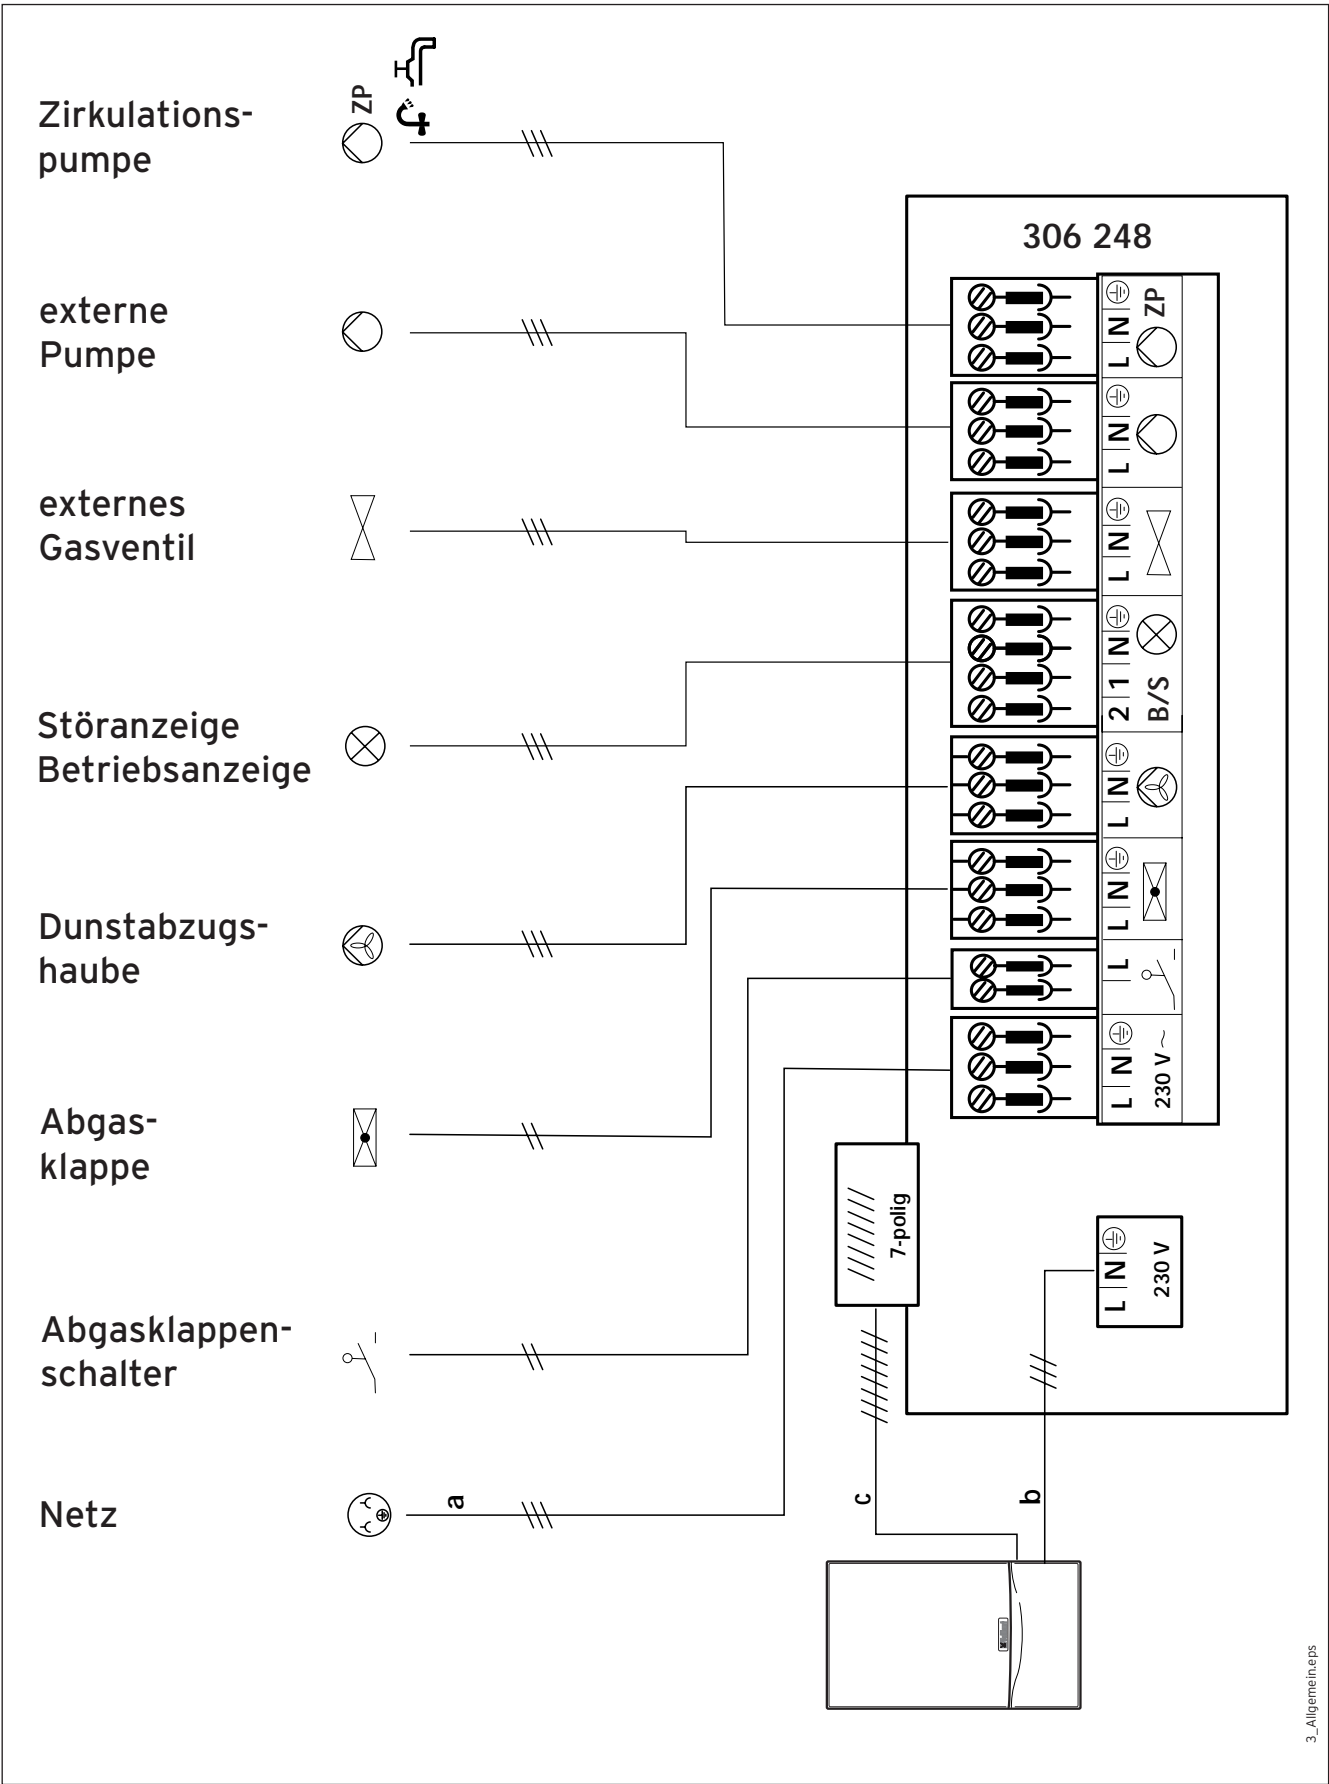 Zirkulations-
pumpe
ZP
externe
Pumpe
externes
Gasventil
Störanzeige
Betriebsanzeige
Dunstabzugs-
haube
Abgas-
klappe
Abgasklappen-
schalter
Netz
a
306 248
L N
ZP
L N
L N
2 1 N
B/S
L N
L N
L
L N
230 V ~
7-polig
L N
230 V
c
b
3_Allgemein.eps